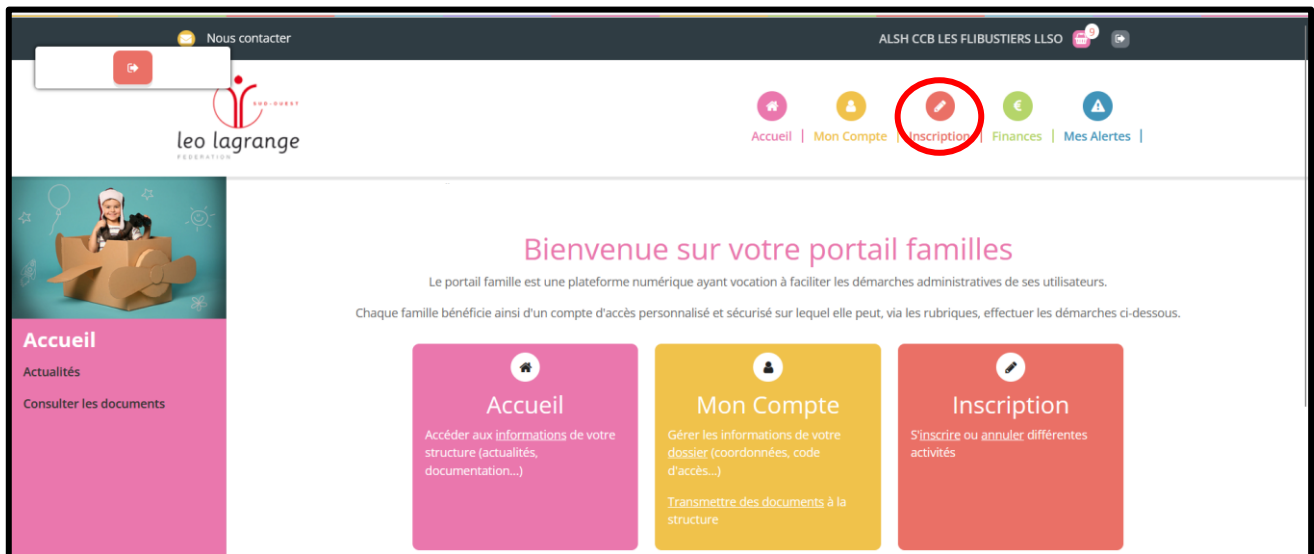 Nous contacter
ALSH CCB LES FLIBUSTIERS LLSO 9
SUD-OUEST
leo lagrange
FEDERATION
Accueil | Mon Compte | Inscription | Finances | Mes Alertes |
Bienvenue sur votre portail familles
Le portail famille est une plateforme numérique ayant vocation à faciliter les démarches administratives de ses utilisateurs.
Chaque famille bénéficie ainsi d'un compte d'accès personnalisé et sécurisé sur lequel elle peut, via les rubriques, effectuer les démarches ci-dessous.
Accueil
Actualités
Consulter les documents
Accueil
Accéder aux informations de votre
structure (actualités,
documentation...)
Mon Compte
Gérer les informations de votre
dossier (coordonnées, code
d'accès...)
Transmettre des documents à la
structure
Inscription
S'inscrire ou annuler différentes
activités